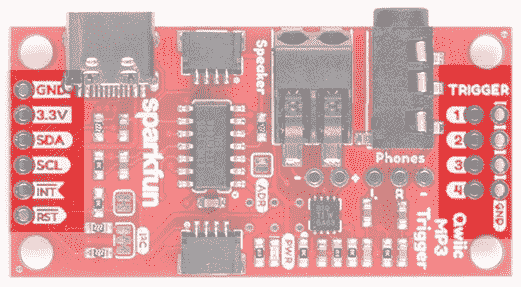 GND
3.3V
SDA
SCL
INT
RST
sparkfun
I²C
Speaker
ADR
PWR
- +
Phones
L R -
TRIGGER
1
2
3
4
GND
Qwiic
MP3
Trigger